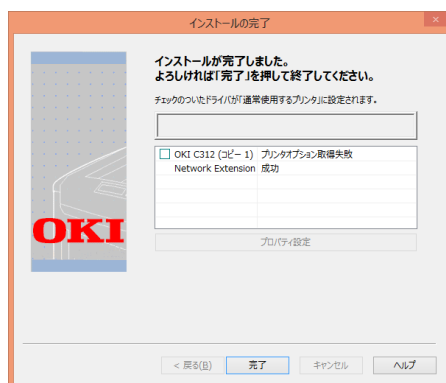 インストールの完了
インストールが完了しました。
よろしければ「完了」を押して終了してください。
チェックのついたドライバが「通常使用するプリンタ」に設定されます。
OKI C312 (コピー 1) プリンタオプション取得失敗
Network Extension 成功
OKI
プロパティ設定
< 戻る(B) 完了 キャンセル ヘルプ